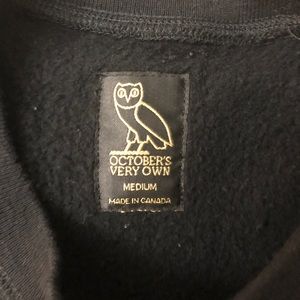 OCTOBER'S
VERY OWN
MEDIUM
MADE IN CANADA